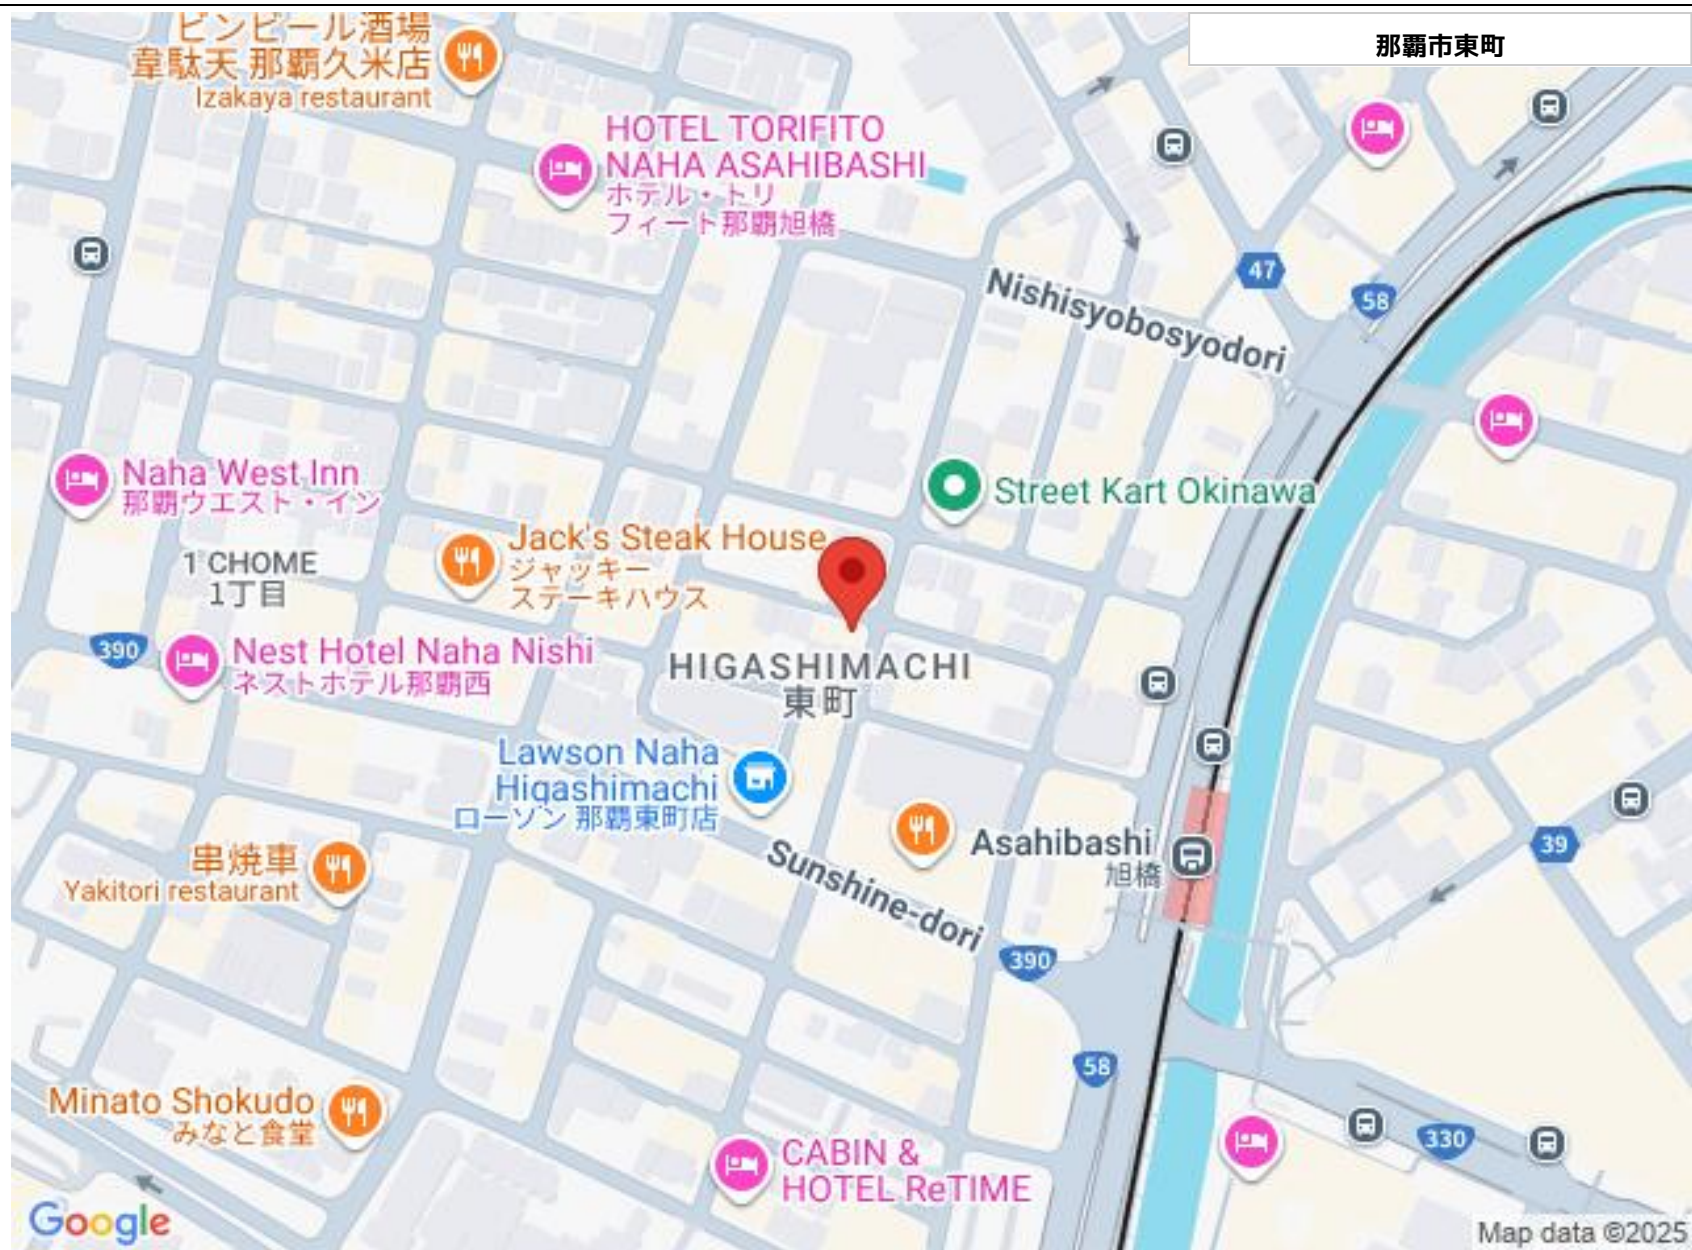 ビンビール酒場
韋駄天 那覇久米店
Izakaya restaurant
那覇市東町
HOTEL TORIFITO
NAHA ASAHIBASHI
ホテル・トリ
フィート那覇旭橋
47
58
Nishisyobosyodori
Naha West Inn
那覇ウエスト・イン
Street Kart Okinawa
Jack's Steak House
ジャッキー
ステーキハウス
1 CHOME
1丁目
390
Nest Hotel Naha Nishi
ネストホテル那覇西
HIGASHIMACHI
東町
Lawson Naha
Higashimachi
ローソン 那覇東町店
Asahibashi
旭橋
39
串焼車
Yakitori restaurant
Sunshine-dori
390
58
Minato Shokudo
みなと食堂
330
CABIN &
HOTEL ReTIME
Google
Map data ©2025